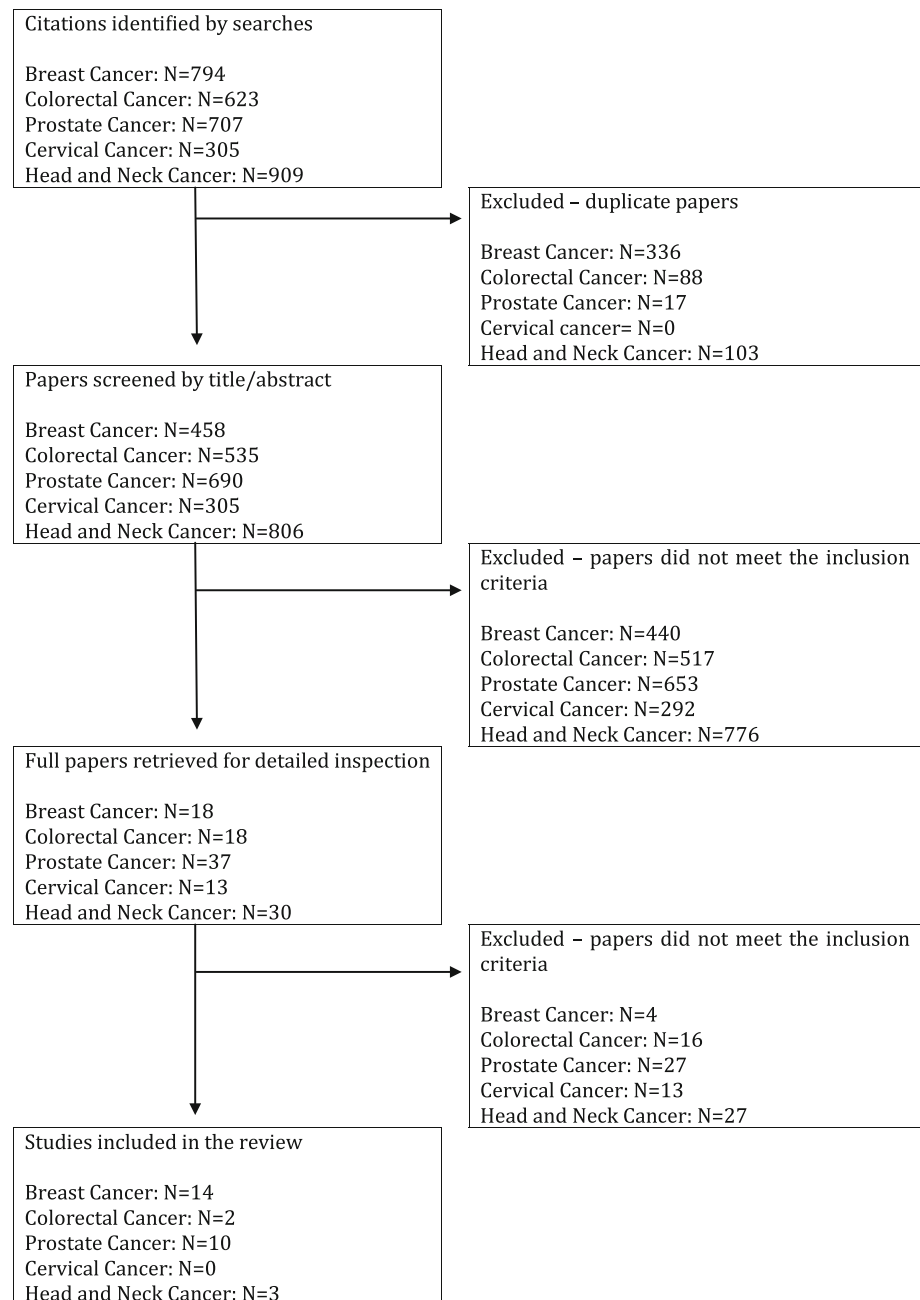 Citations identified by searches
Breast Cancer: N=794
Colorectal Cancer: N=623
Prostate Cancer: N=707
Cervical Cancer: N=305
Head and Neck Cancer: N=909
Excluded – duplicate papers
Breast Cancer: N=336
Colorectal Cancer: N=88
Prostate Cancer: N=17
Cervical cancer= N=0
Head and Neck Cancer: N=103
Papers screened by title/abstract
Breast Cancer: N=458
Colorectal Cancer: N=535
Prostate Cancer: N=690
Cervical Cancer: N=305
Head and Neck Cancer: N=806
Excluded – papers did not meet the inclusion
criteria
Breast Cancer: N=440
Colorectal Cancer: N=517
Prostate Cancer: N=653
Cervical Cancer: N=292
Head and Neck Cancer: N=776
Full papers retrieved for detailed inspection
Breast Cancer: N=18
Colorectal Cancer: N=18
Prostate Cancer: N=37
Cervical Cancer: N=13
Head and Neck Cancer: N=30
Excluded – papers did not meet the inclusion
criteria
Breast Cancer: N=4
Colorectal Cancer: N=16
Prostate Cancer: N=27
Cervical Cancer: N=13
Head and Neck Cancer: N=27
Studies included in the review
Breast Cancer: N=14
Colorectal Cancer: N=2
Prostate Cancer: N=10
Cervical Cancer: N=0
Head and Neck Cancer: N=3